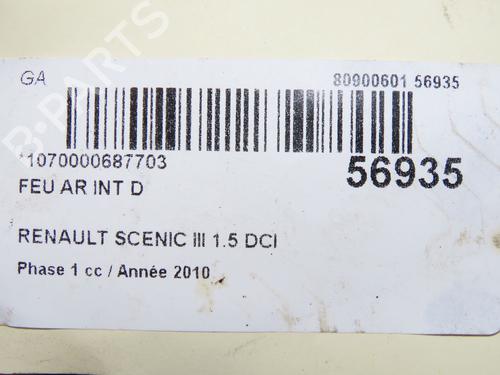 GA
80900601 56935
*1070000687703
56935
FEU AR INT D
RENAULT SCENIC III 1.5 DCI
Phase 1 cc / Année 2010
B-PARTS